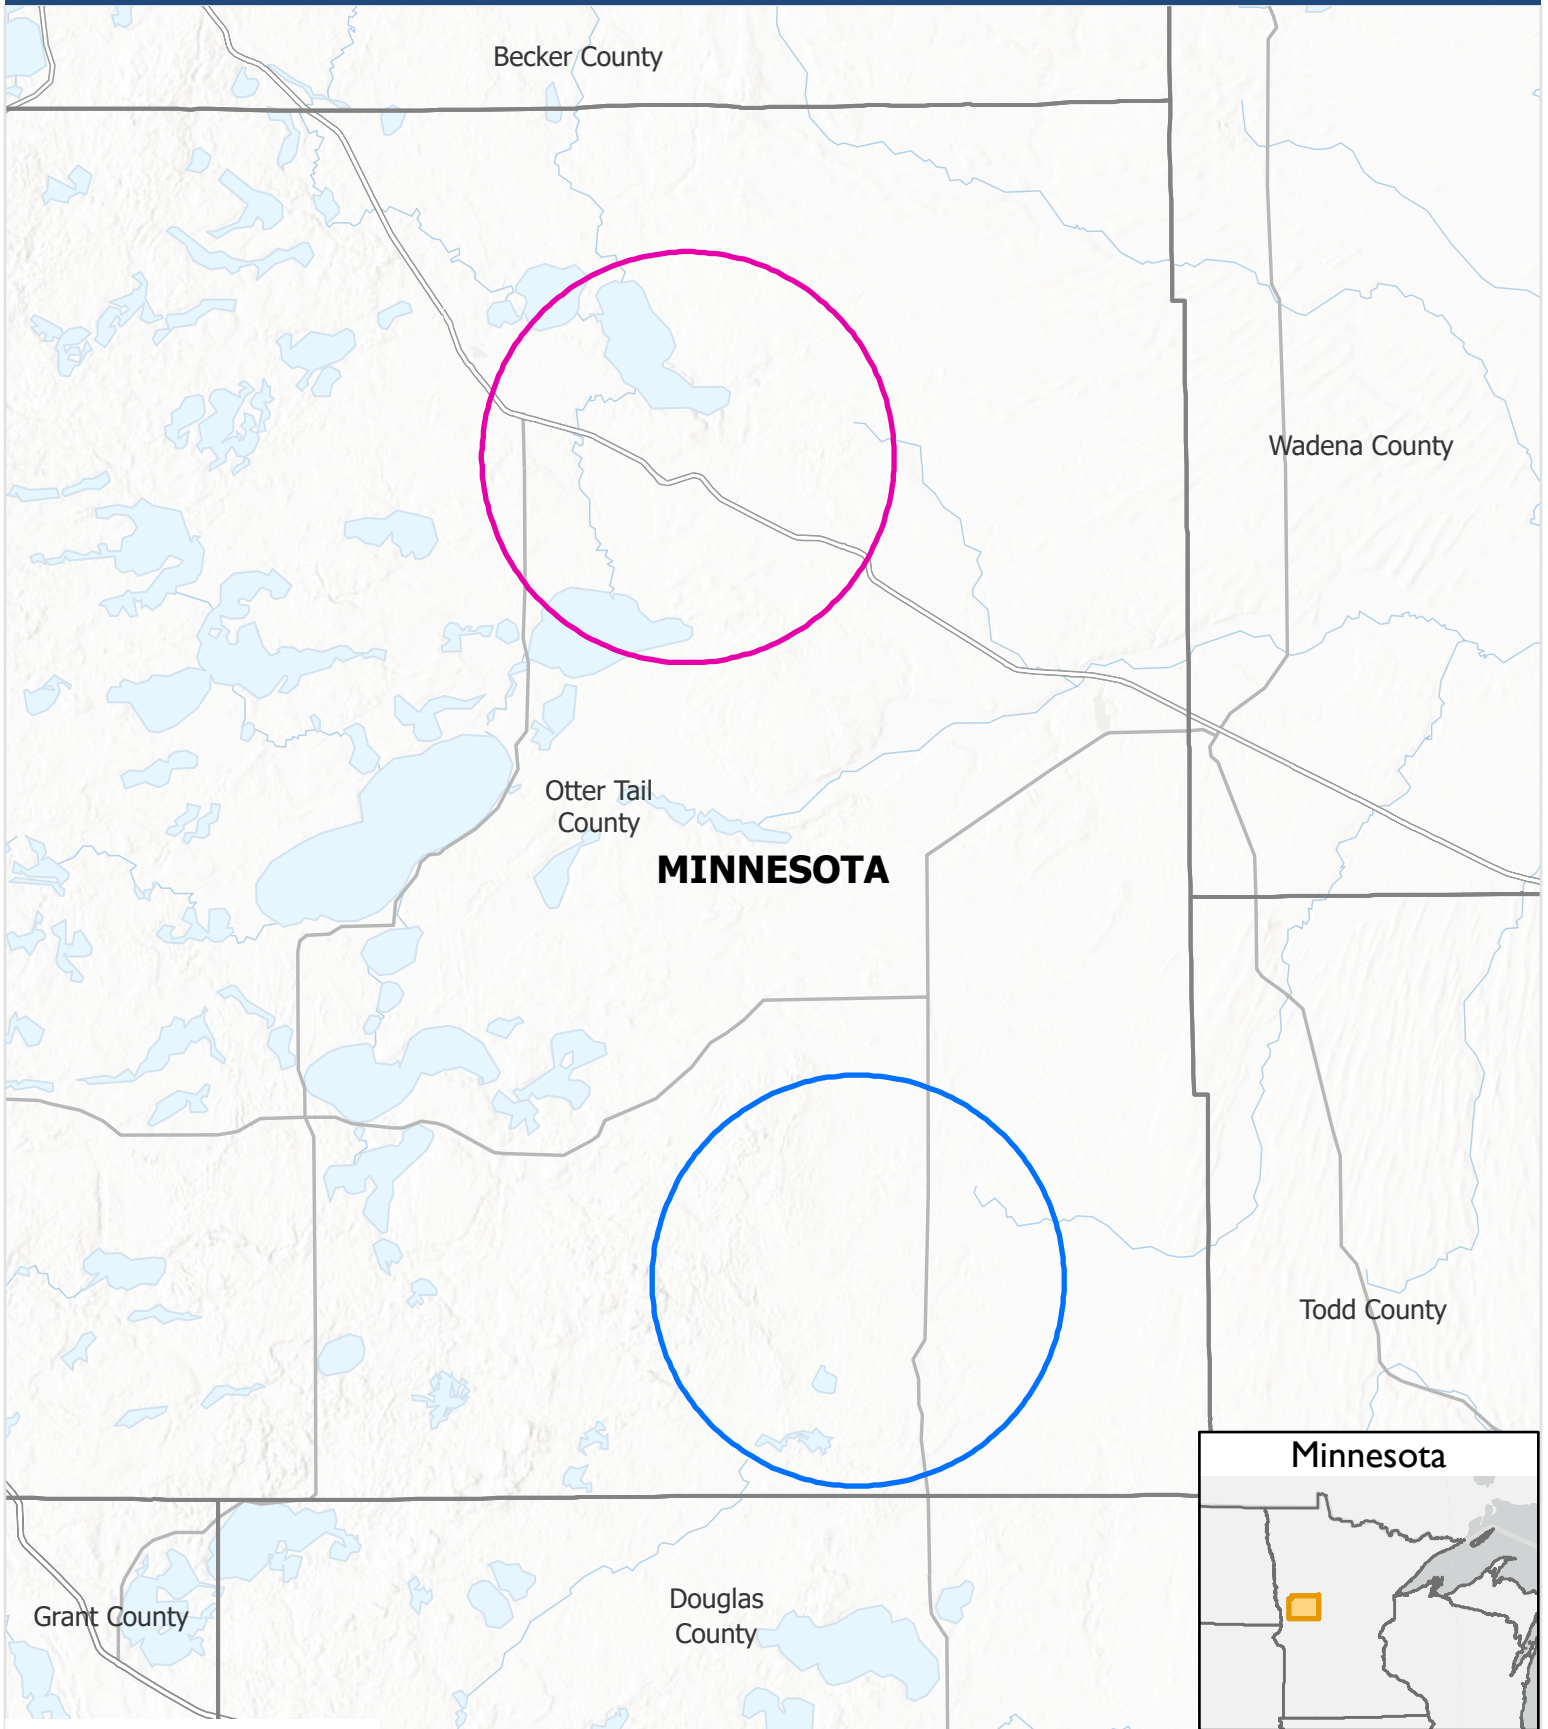 Becker County
Wadena County
Otter Tail
County
MINNESOTA
Todd County
Minnesota
Douglas
County
Grant County